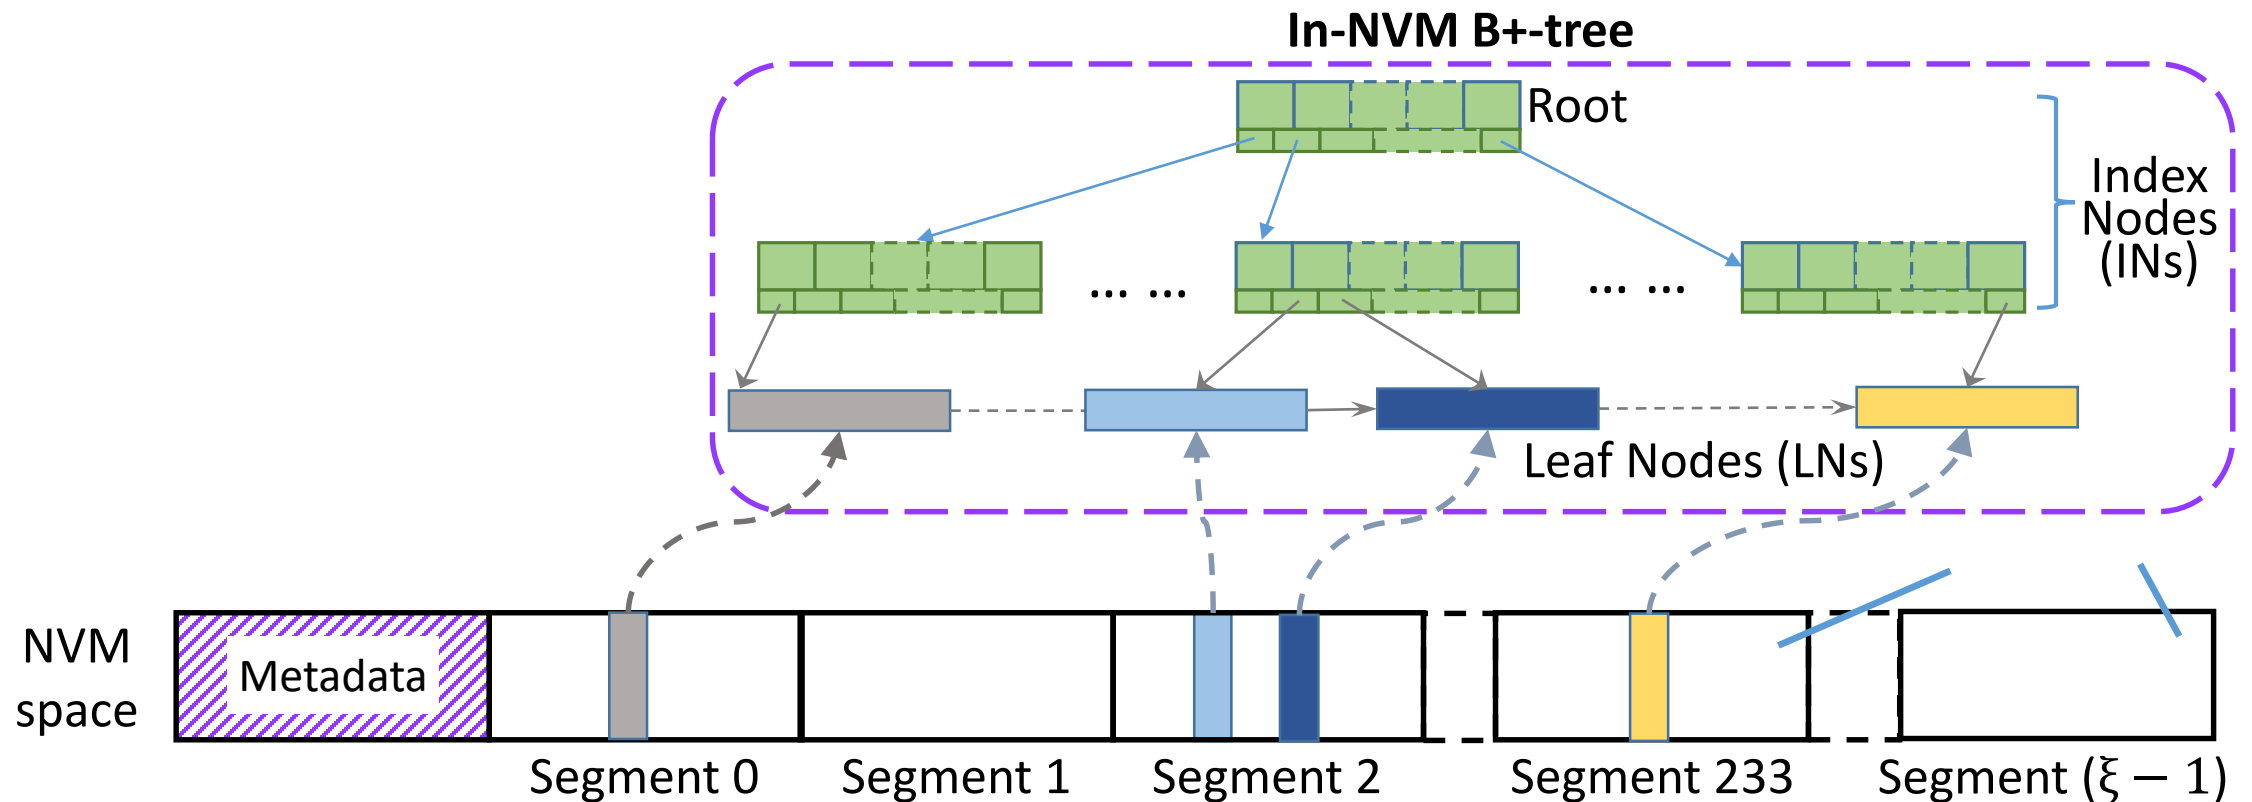 In-NVM B+-tree
Root
Index
Nodes
(INs)
... ...
... ...
Leaf Nodes (LNs)
NVM
space
Metadata
Segment 0
Segment 1
Segment 2
Segment 233
Segment (ξ − 1)